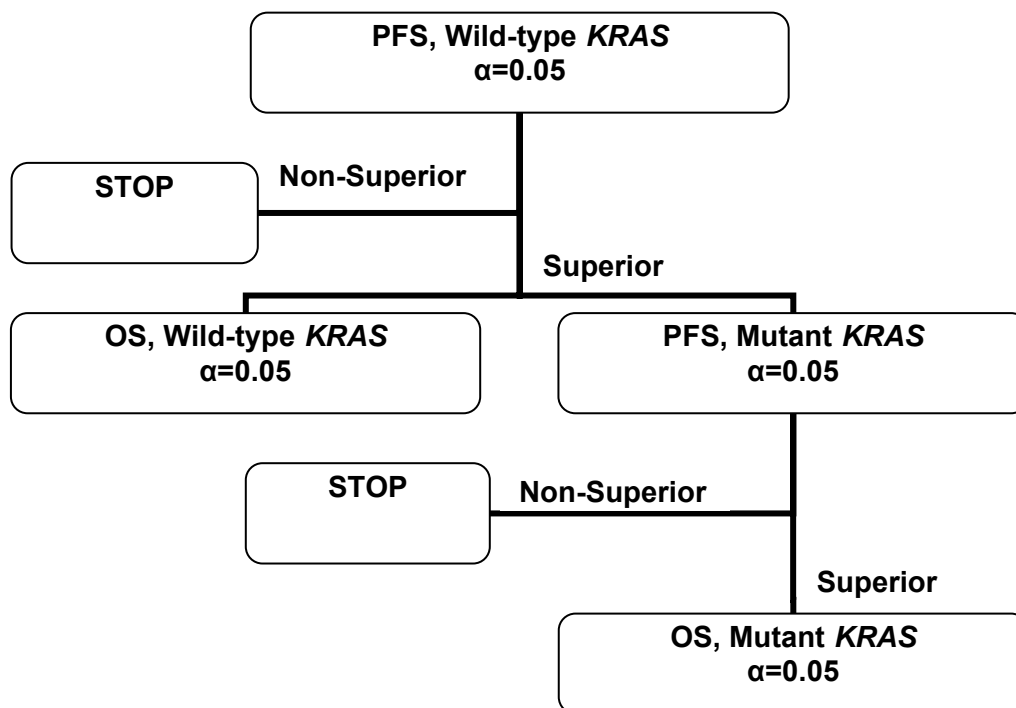 PFS, Wild-type KRAS
α=0.05
STOP
Non-Superior
Superior
OS, Wild-type KRAS
α=0.05
PFS, Mutant KRAS
α=0.05
STOP
Non-Superior
Superior
OS, Mutant KRAS
α=0.05